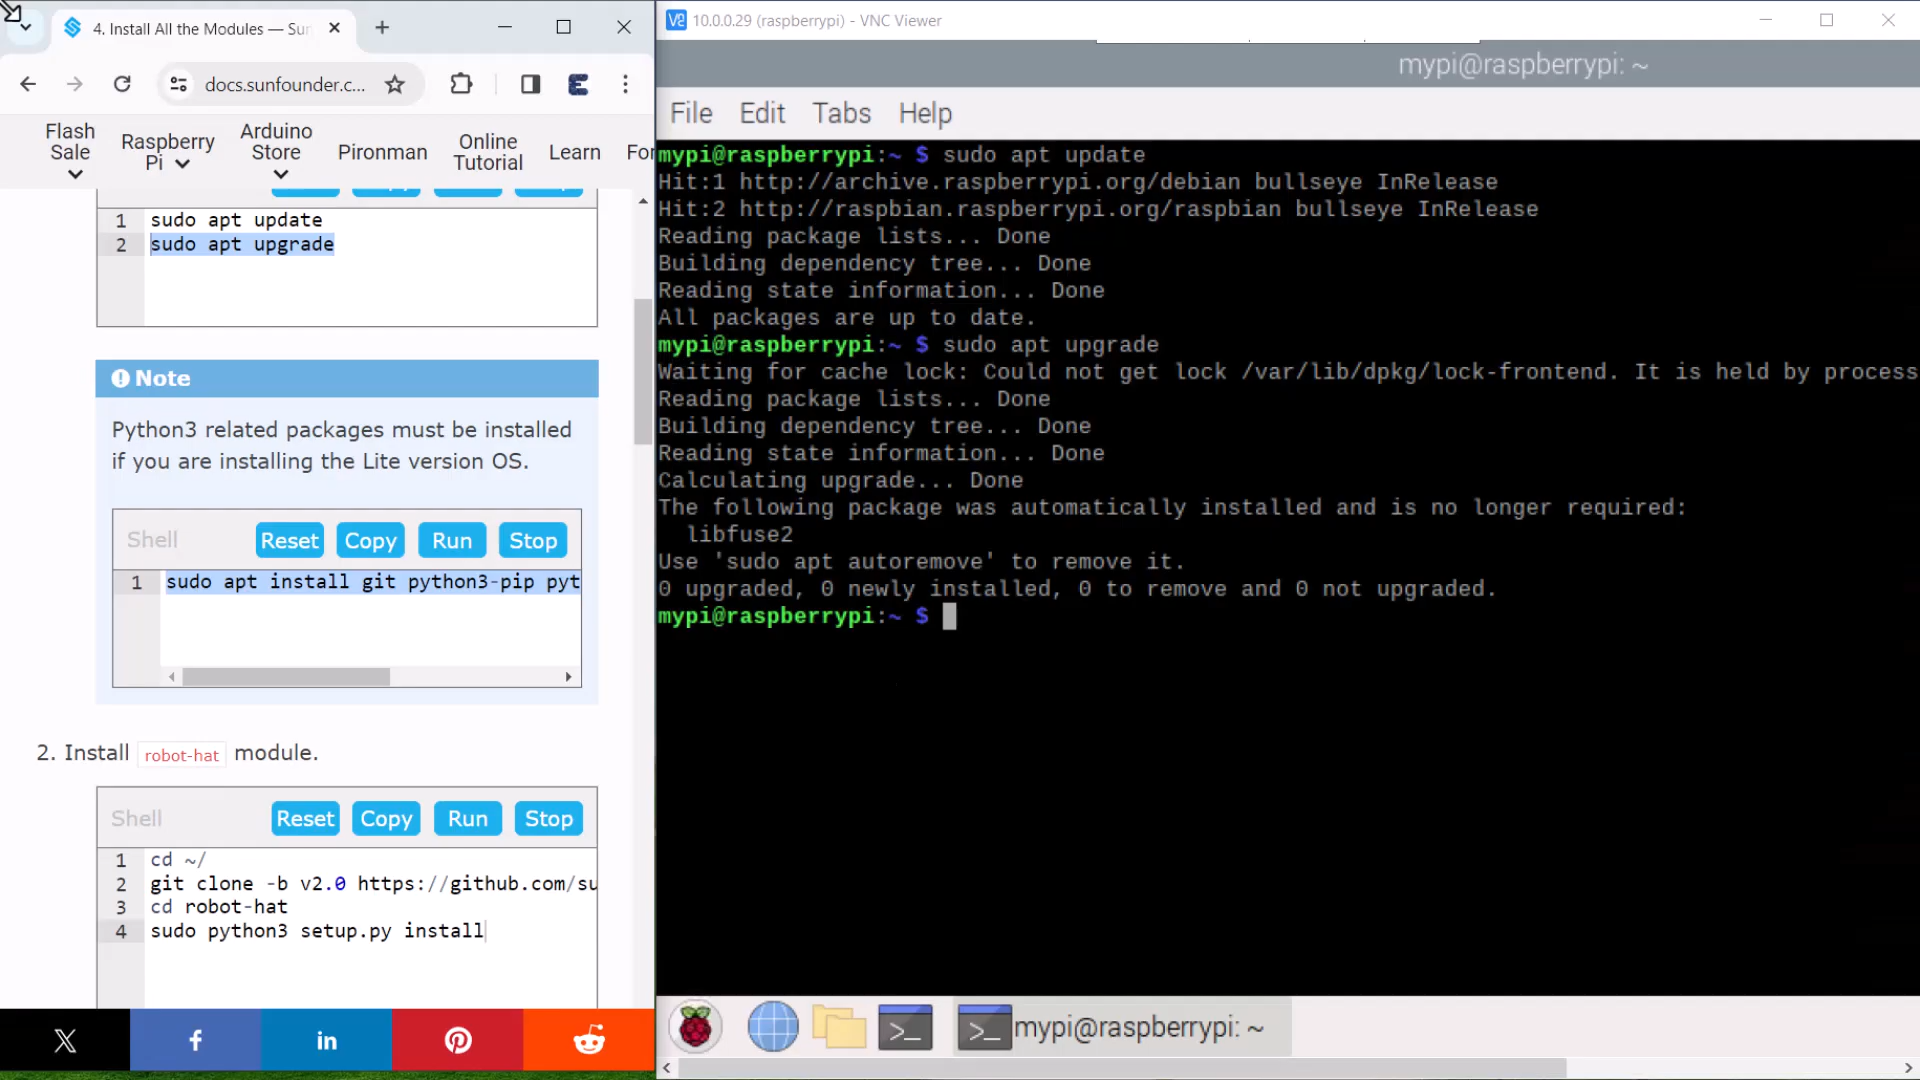 4. Install All the Modules — Sun
docs.sunfounder.c...
Flash Sale
Raspberry Pi
Arduino Store
Pironman
Online Tutorial
Learn
For
1 sudo apt update
2 sudo apt upgrade
Note
Python3 related packages must be installed
if you are installing the Lite version OS.
Shell Reset Copy Run Stop
1 sudo apt install git python3-pip pyt
2. Install robot-hat module.
Shell Reset Copy Run Stop
1 cd ~/
2 git clone -b v2.0 https://github.com/su
3 cd robot-hat
4 sudo python3 setup.py install
10.0.0.29 (raspberrypi) - VNC Viewer
mypi@raspberrypi: ~
File Edit Tabs Help
mypi@raspberrypi:~ $ sudo apt update
Hit:1 http://archive.raspberrypi.org/debian bullseye InRelease
Hit:2 http://raspbian.raspberrypi.org/raspbian bullseye InRelease
Reading package lists... Done
Building dependency tree... Done
Reading state information... Done
All packages are up to date.
mypi@raspberrypi:~ $ sudo apt upgrade
Waiting for cache lock: Could not get lock /var/lib/dpkg/lock-frontend. It is held by process
Reading package lists... Done
Building dependency tree... Done
Reading state information... Done
Calculating upgrade... Done
The following package was automatically installed and is no longer required:
libfuse2
Use 'sudo apt autoremove' to remove it.
0 upgraded, 0 newly installed, 0 to remove and 0 not upgraded.
mypi@raspberrypi:~ $
mypi@raspberrypi: ~